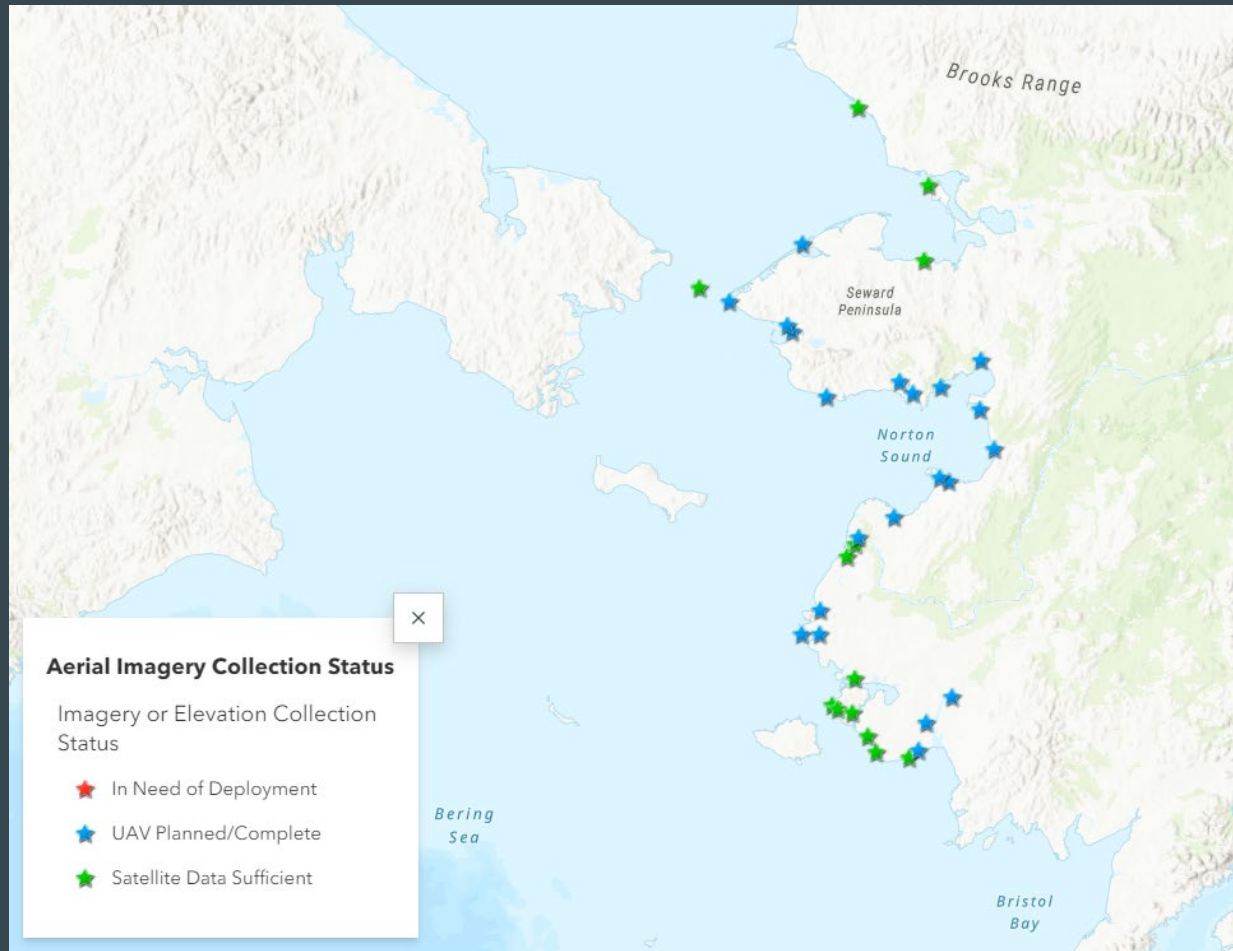 Brooks Range
Seward
Peninsula
Norton
Sound
×
Aerial Imagery Collection Status
Imagery or Elevation Collection
Status
In Need of Deployment
UAV Planned/Complete
Satellite Data Sufficient
Bering
Sea
Bristol
Bay